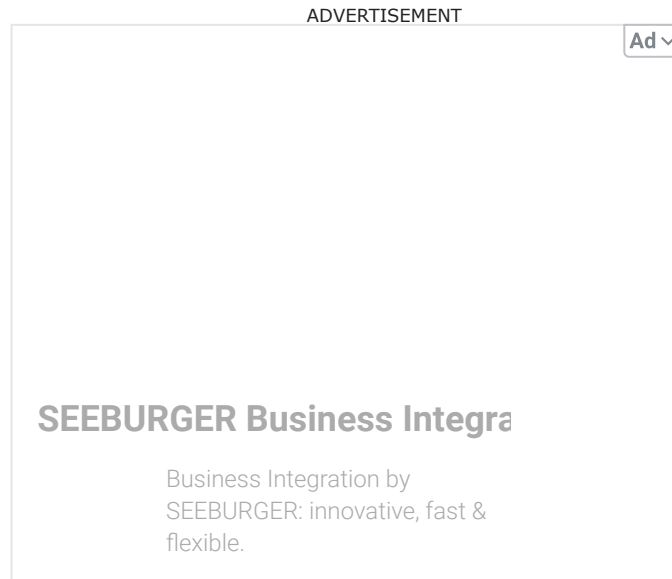 ADVERTISEMENT
Ad
SEEBURGER Business Integra
Business Integration by
SEEBURGER: innovative, fast &
flexible.